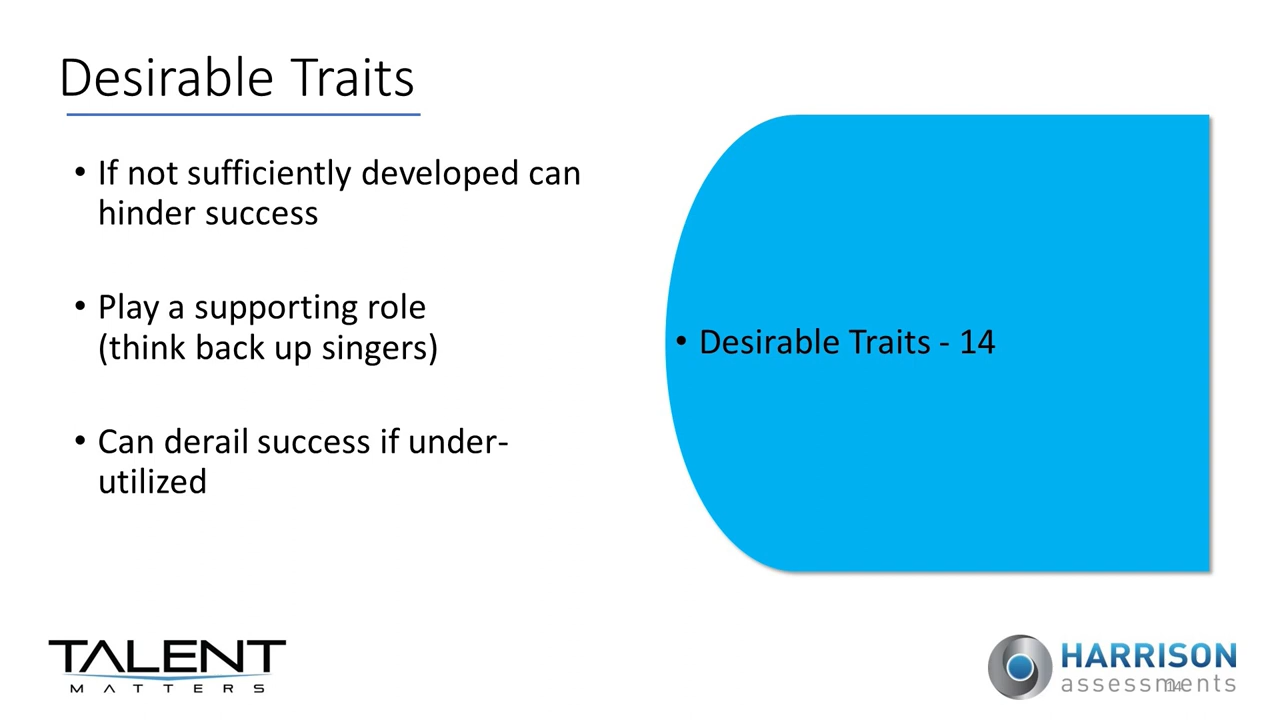 Desirable Traits
• If not sufficiently developed can
hinder success
• Play a supporting role
(think back up singers)
• Can derail success if under-
utilized
• Desirable Traits - 14
TALENT
MATTERS
HARRISON
assessments
14